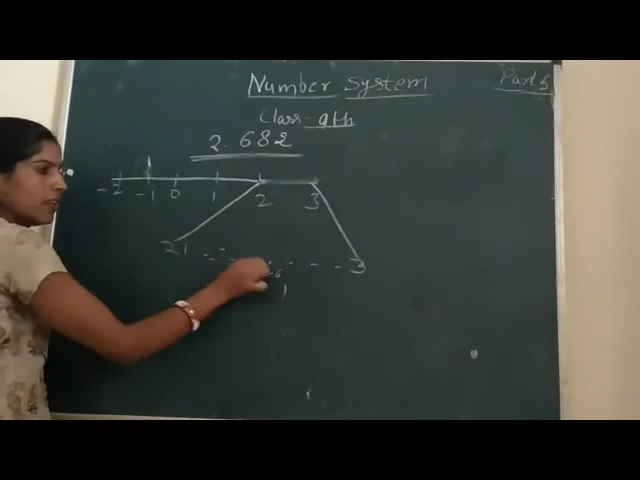 Number System
Part 5
Class - 9th
2.682
-2 -1 0 1 2 3
2.1 3